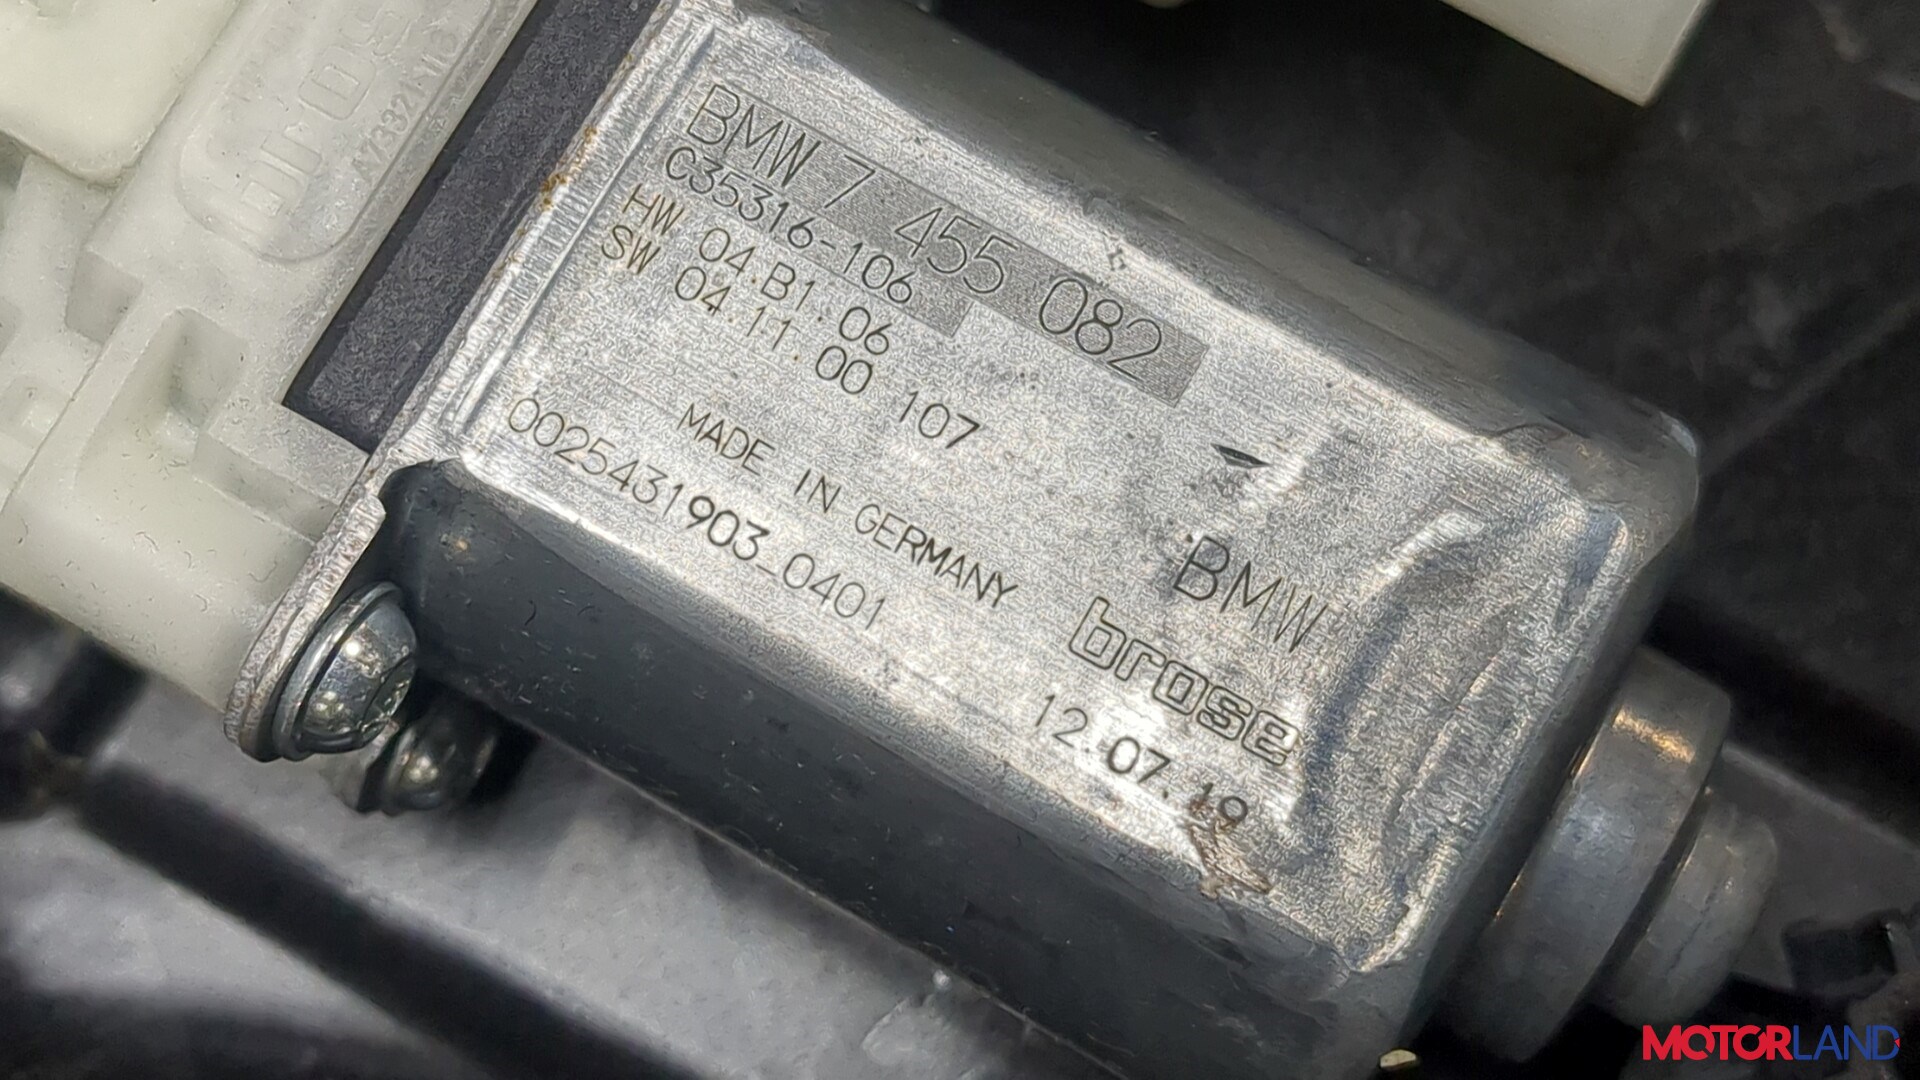 BMW 7 455 082
C35316-106
HW 04.B1.06
SW 04.11.00 107
MADE IN GERMANY
0025431903_0401
BMW
brose
12.07.19
brose
MOTORLAND